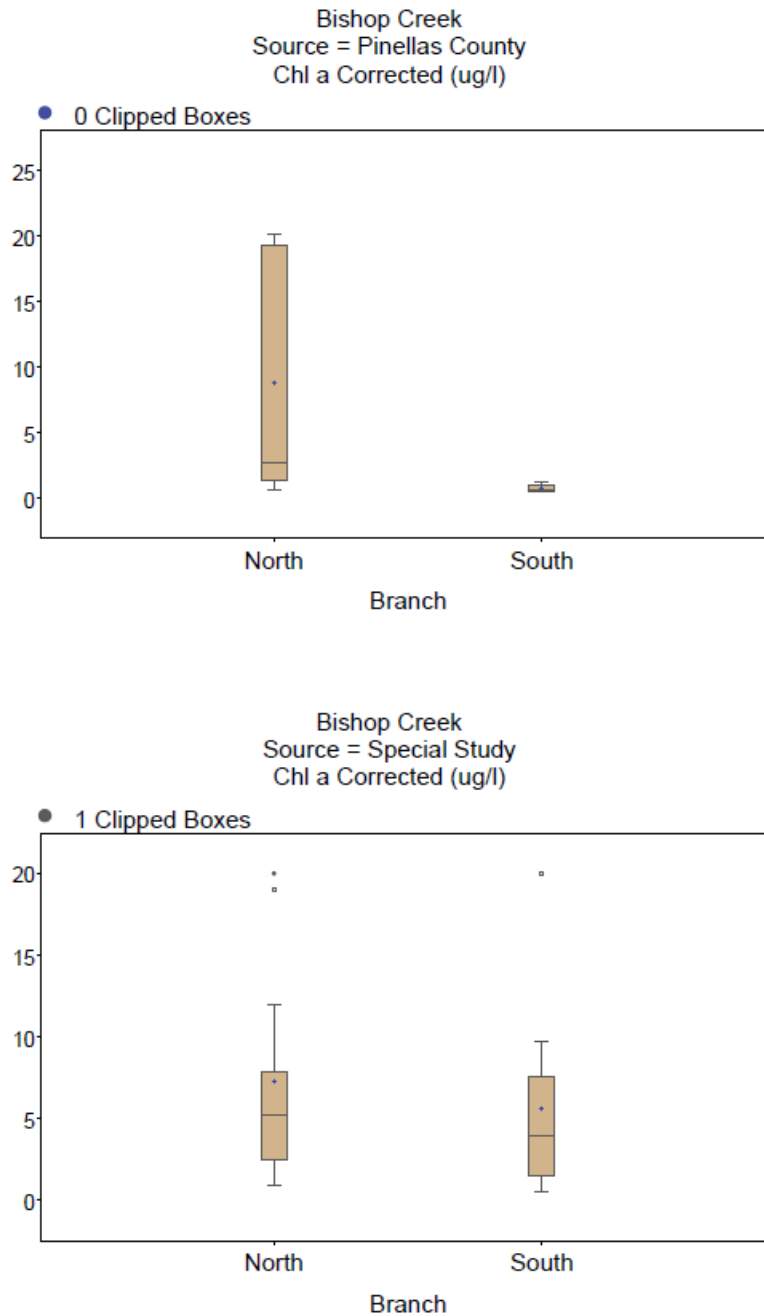 Bishop Creek
Source = Pinellas County
Chl a Corrected (ug/l)
0 Clipped Boxes
25
20
15
10
5
0
North South
Branch
Bishop Creek
Source = Special Study
Chl a Corrected (ug/l)
1 Clipped Boxes
20
15
10
5
0
North South
Branch